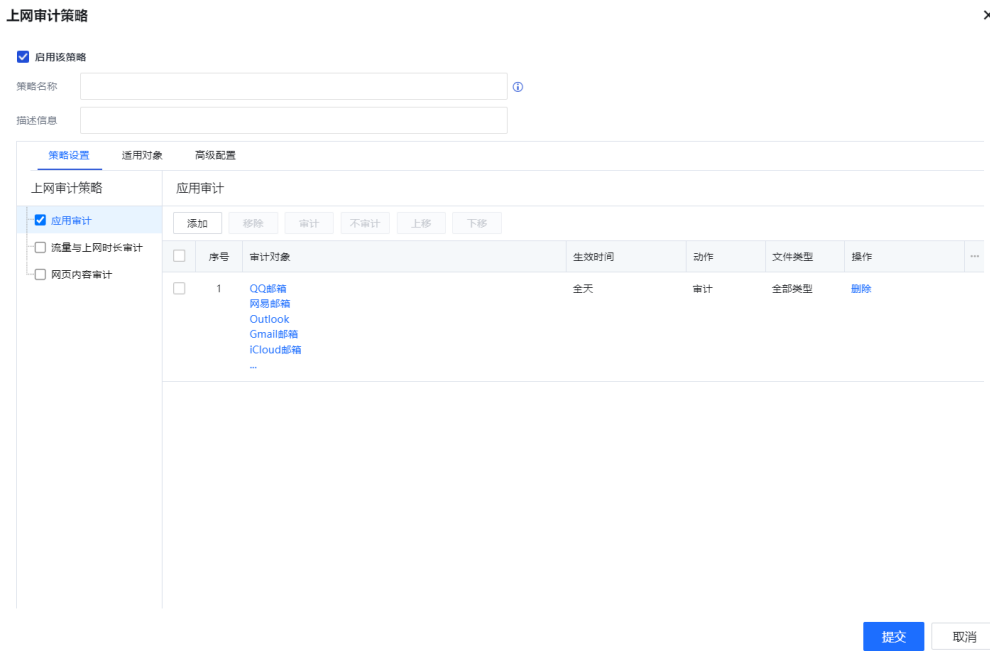 上网审计策略
启用该策略
策略名称
描述信息
策略设置 适用对象 高级配置
上网审计策略
应用审计
流量与上网时长审计
网页内容审计
应用审计
添加 移除 审计 不审计 上移 下移
序号 审计对象 生效时间 动作 文件类型 操作 ...
1 QQ邮箱 全天 审计 全部类型 删除
网易邮箱
Outlook
Gmail邮箱
iCloud邮箱
...
提交 取消